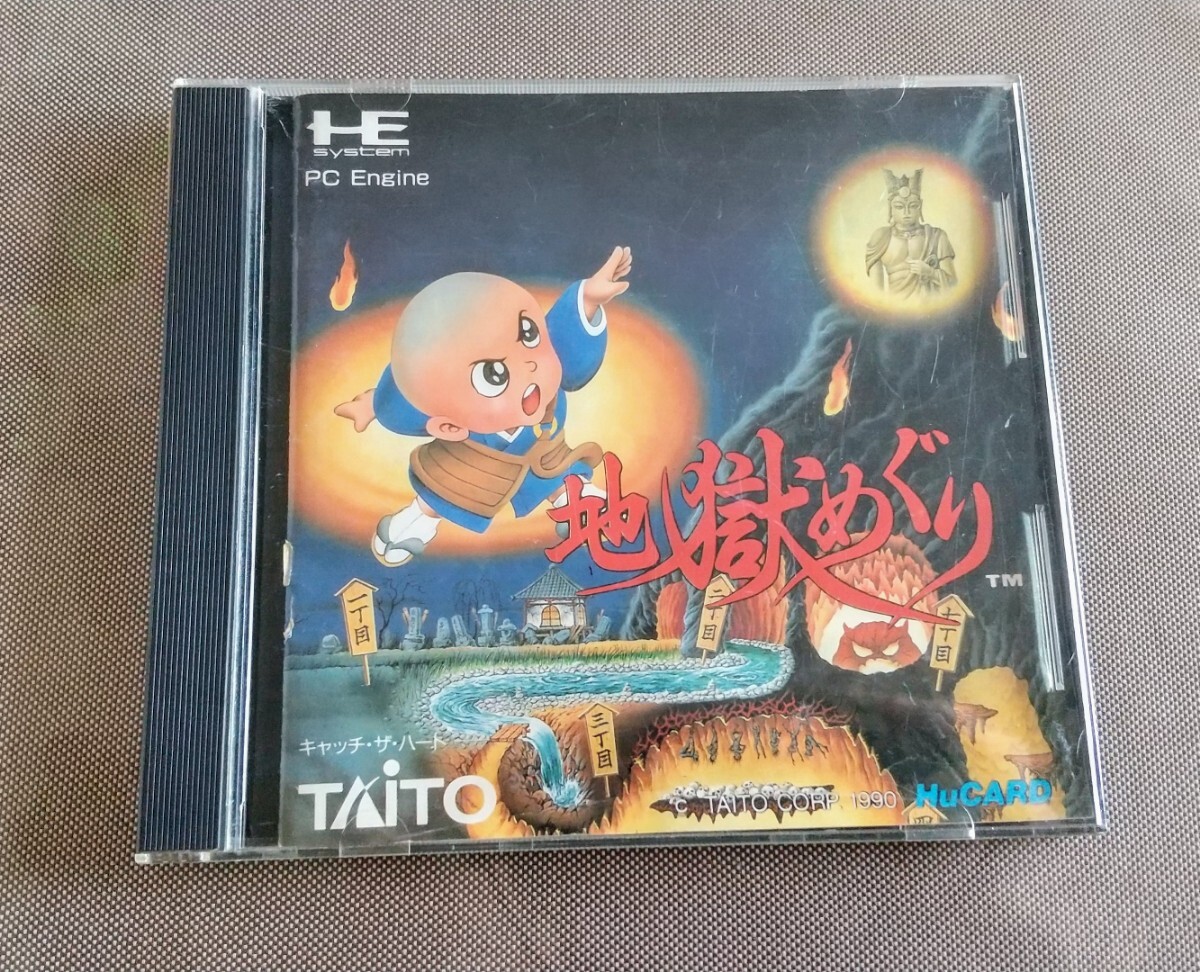 HE
system
PC Engine
地獄めぐり
TM
一丁目
二丁目
七丁目
三丁目
キャッチ・ザ・ハート
TAiTO
© TAITO CORP. 1990
HuCARD